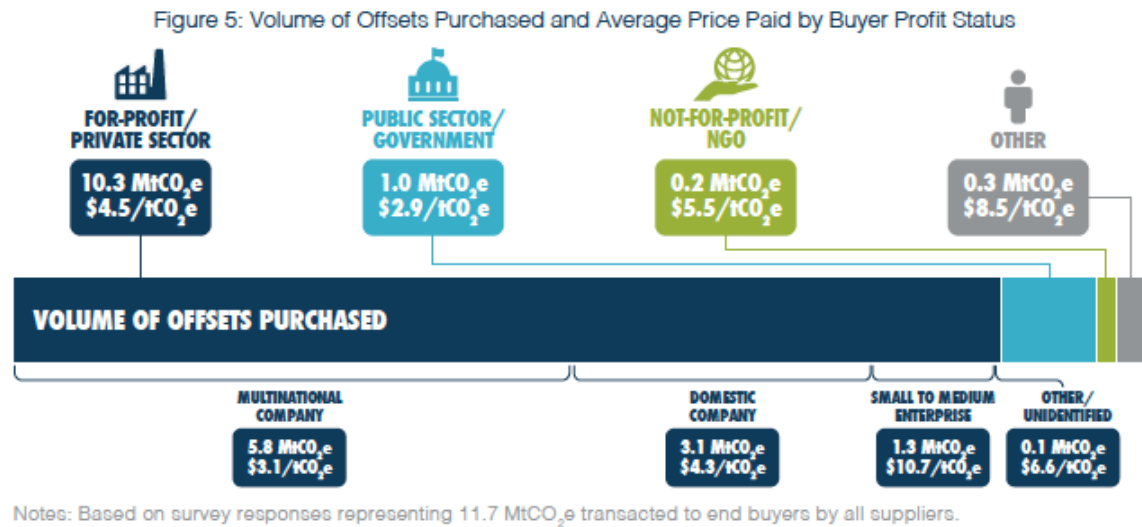 Figure 5: Volume of Offsets Purchased and Average Price Paid by Buyer Profit Status
FOR-PROFIT/
PRIVATE SECTOR
10.3 MtCO₂e
$4.5/tCO₂e
PUBLIC SECTOR/
GOVERNMENT
1.0 MtCO₂e
$2.9/tCO₂e
NOT-FOR-PROFIT/
NGO
0.2 MtCO₂e
$5.5/tCO₂e
OTHER
0.3 MtCO₂e
$8.5/tCO₂e
VOLUME OF OFFSETS PURCHASED
MULTINATIONAL
COMPANY
5.8 MtCO₂e
$3.1/tCO₂e
DOMESTIC
COMPANY
3.1 MtCO₂e
$4.3/tCO₂e
SMALL TO MEDIUM
ENTERPRISE
1.3 MtCO₂e
$10.7/tCO₂e
OTHER/
UNIDENTIFIED
0.1 MtCO₂e
$6.6/tCO₂e
Notes: Based on survey responses representing 11.7 MtCO₂e transacted to end buyers by all suppliers.